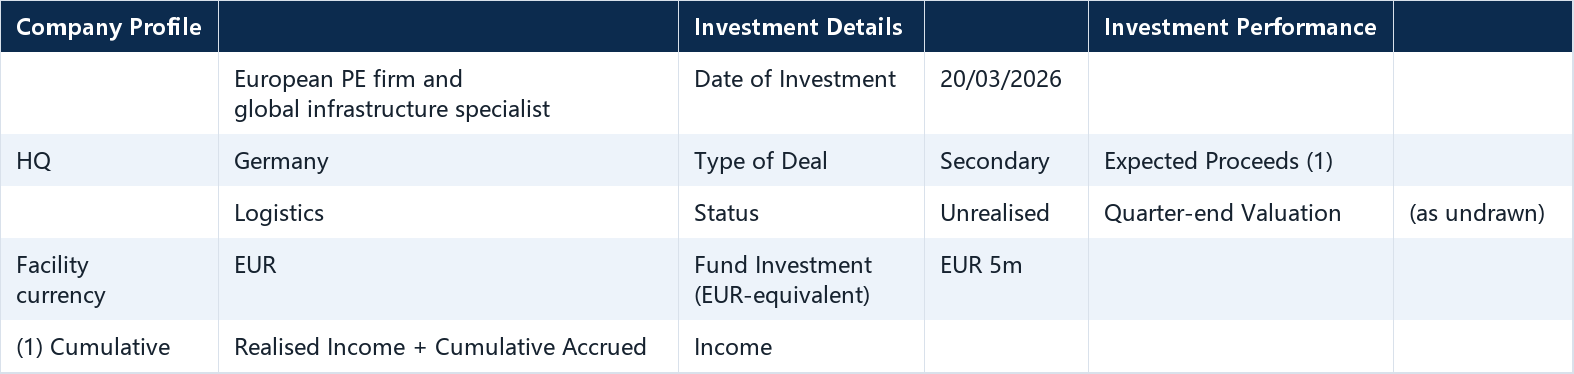 Company Profile Investment Details Investment Performance
European PE firm and
global infrastructure specialist Date of Investment 20/03/2026
HQ Germany Type of Deal Secondary Expected Proceeds (1)
Logistics Status Unrealised Quarter-end Valuation (as undrawn)
Facility
currency EUR Fund Investment
(EUR-equivalent) EUR 5m
(1) Cumulative Realised Income + Cumulative Accrued Income